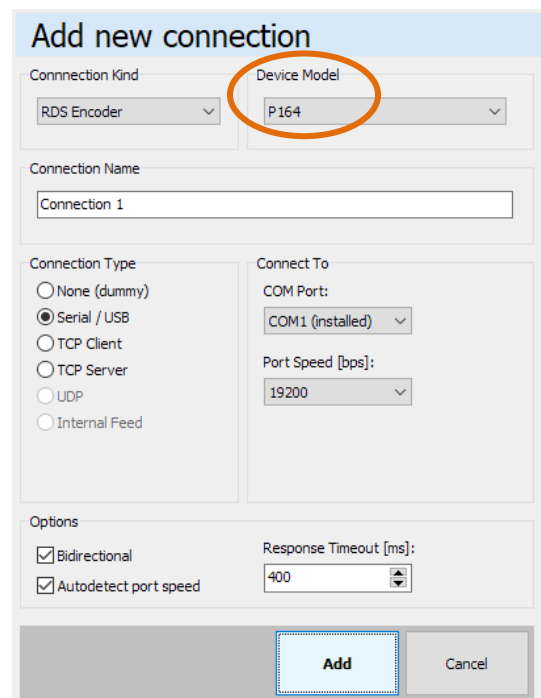 Add new connection
Connnection Kind
Device Model
RDS Encoder
P164
Connection Name
Connection 1
Connection Type
None (dummy)
Serial / USB
TCP Client
TCP Server
UDP
Internal Feed
Connect To
COM Port:
COM1 (installed)
Port Speed [bps]:
19200
Options
Bidirectional
Autodetect port speed
Response Timeout [ms]:
400
Add
Cancel